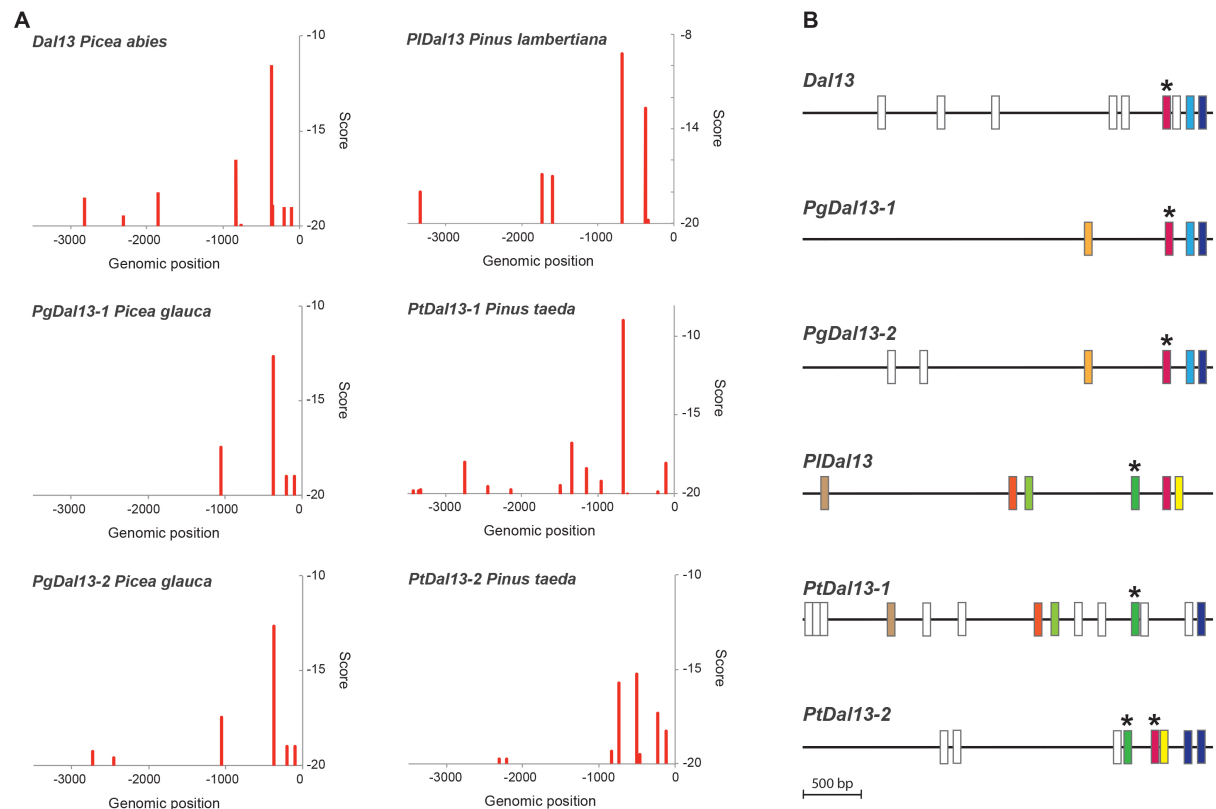 A
Dal13 Picea abies
-10
-15
-20
Score
-3000 -2000 -1000 0
Genomic position
PlDal13 Pinus lambertiana
-8
-14
-20
Score
-3000 -2000 -1000 0
Genomic position
PgDal13-1 Picea glauca
-10
-15
-20
Score
-3000 -2000 -1000 0
Genomic position
PtDal13-1 Pinus taeda
-10
-15
-20
Score
-3000 -2000 -1000 0
Genomic position
PgDal13-2 Picea glauca
-10
-15
-20
Score
-3000 -2000 -1000 0
Genomic position
PtDal13-2 Pinus taeda
-10
-15
-20
Score
-3000 -2000 -1000 0
Genomic position
B
Dal13
*
PgDal13-1
*
PgDal13-2
*
PlDal13
*
PtDal13-1
*
PtDal13-2
* *
500 bp